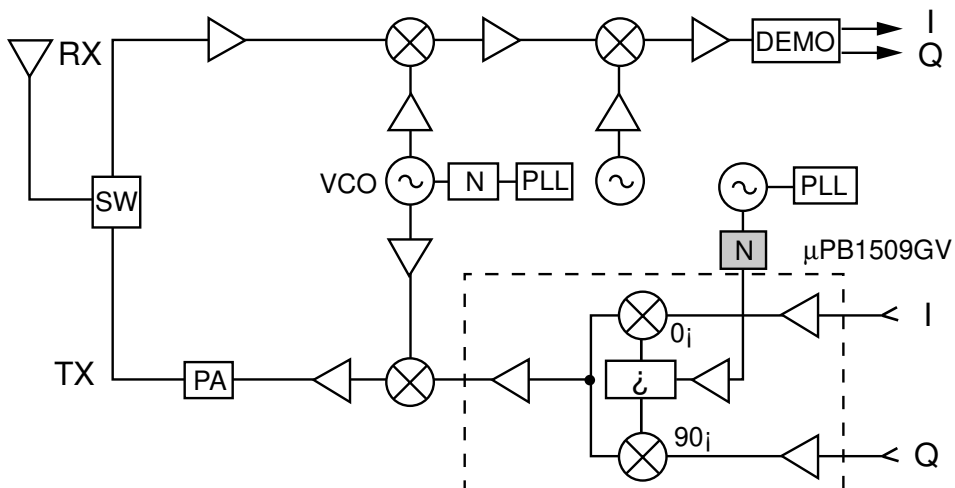 RX
I
DEMO
Q
VCO
N
PLL
PLL
SW
N
µPB1509GV
0¡
I
TX
PA
¿
90¡
Q